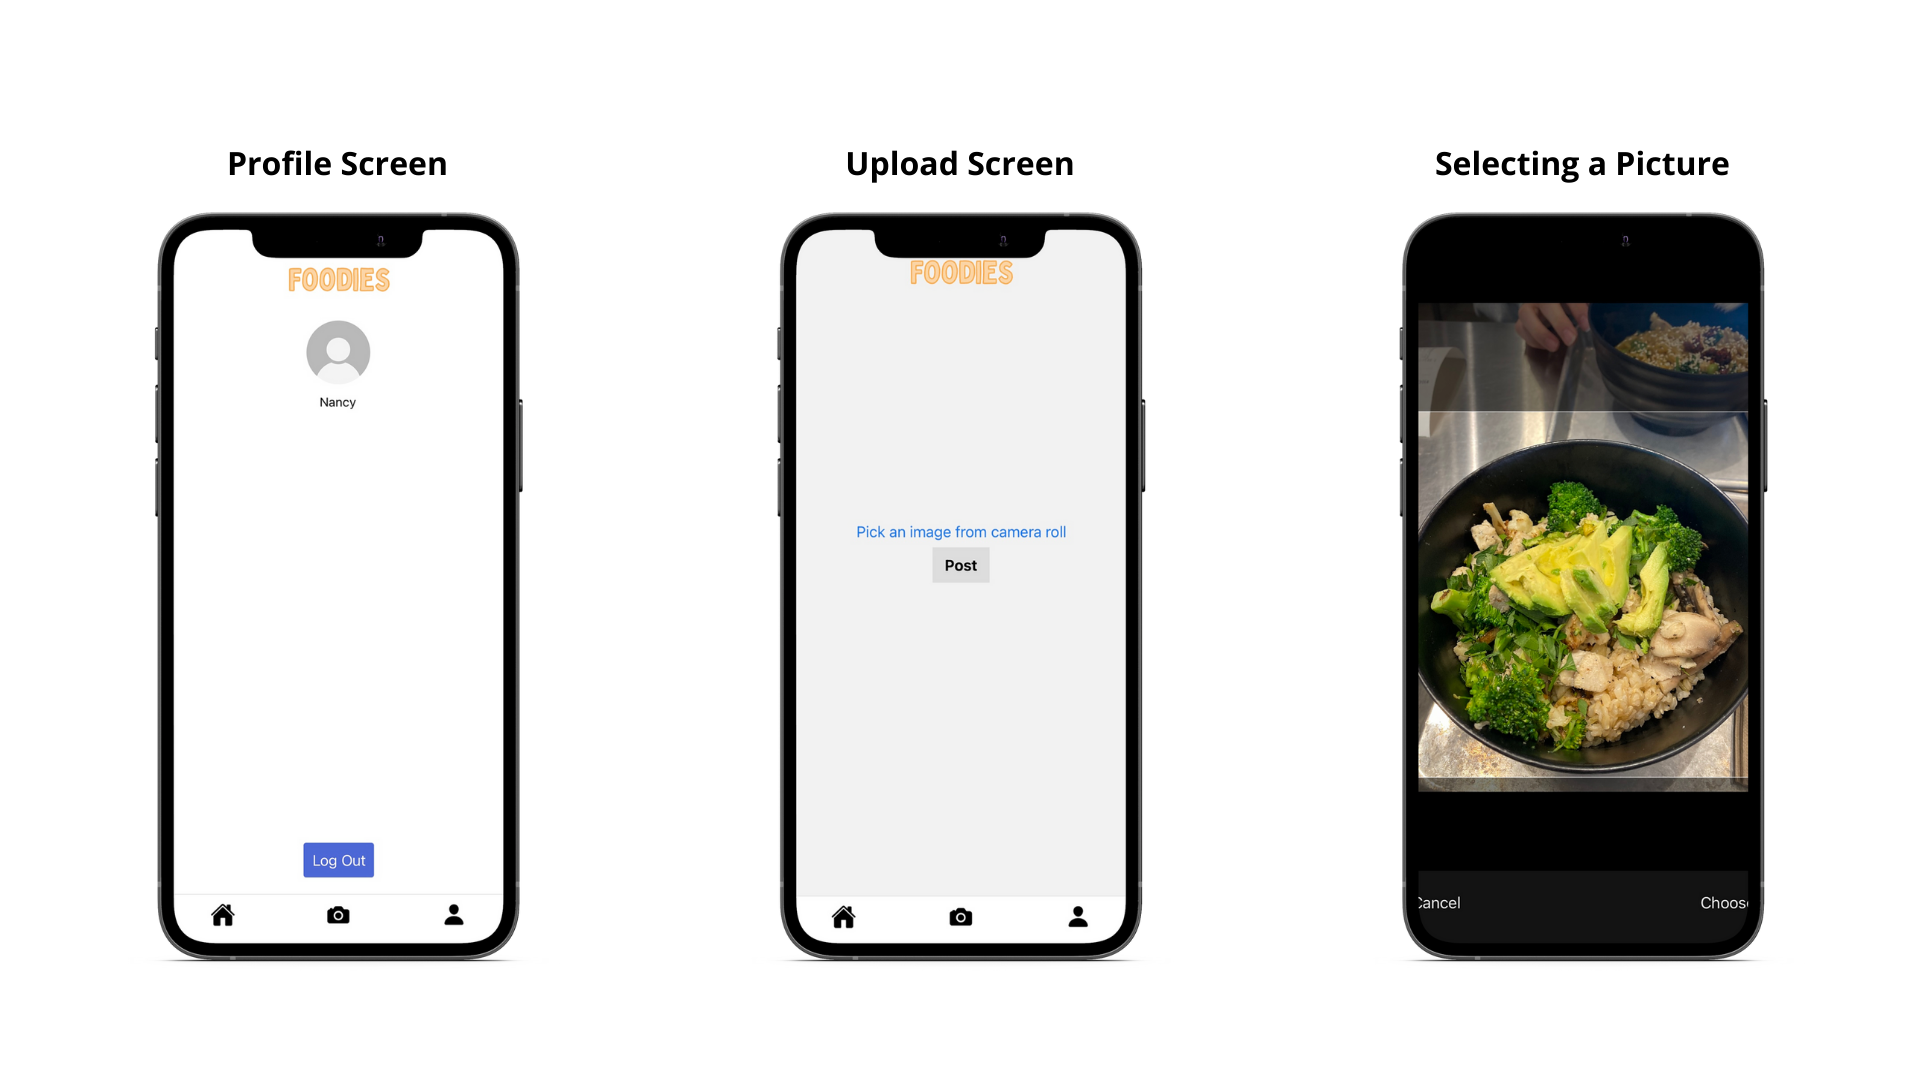 Profile Screen
Upload Screen
Selecting a Picture
FOODIES
Nancy
Log Out
FOODIES
Pick an image from camera roll
Post
Cancel
Choose